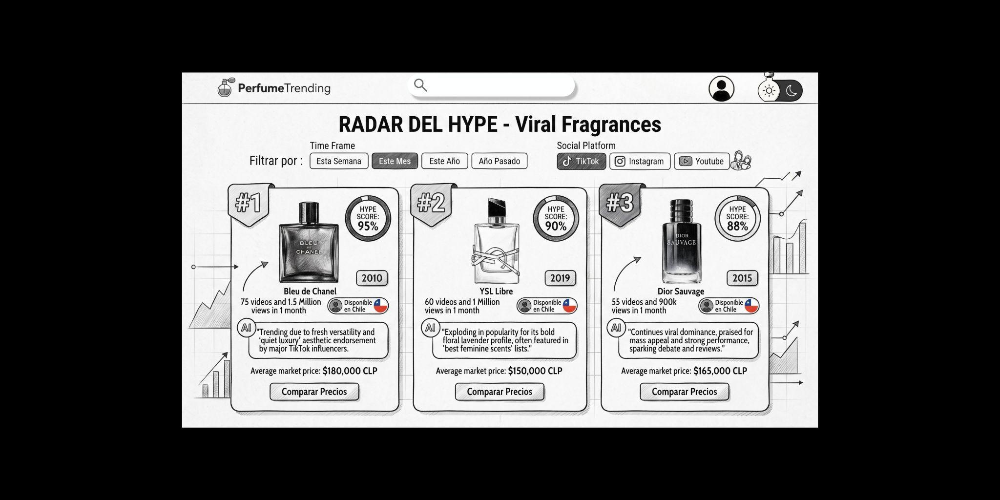 PerfumeTrending
RADAR DEL HYPE - Viral Fragrances
Time Frame
Social Platform
Filtrar por :
Esta Semana
Este Mes
Este Año
Año Pasado
TikTok
Instagram
Youtube
#1
HYPE
SCORE:
95%
BLEU
DE
CHANEL
2010
Bleu de Chanel
75 videos and 1.5 Million
views in 1 month
Disponible
en Chile
AI
"Trending due to fresh versatility and
'quiet luxury' aesthetic endorsement
by major TikTok influencers.
Average market price: $180,000 CLP
Comparar Precios
#2
HYPE
SCORE:
90%
2019
YSL Libre
60 videos and 1 Million
views in 1 month
Disponible
en Chile
AI
"Exploding in popularity for its bold
floral lavender profile, often featured in
'best feminine scents' lists."
Average market price: $150,000 CLP
Comparar Precios
#3
HYPE
SCORE:
88%
DIOR
SAUVAGE
Dior
2015
Dior Sauvage
55 videos and 900k
views in 1 month
Disponible
en Chile
AI
"Continues viral dominance, praised for
mass appeal and strong performance,
sparking debate and reviews."
Average market price: $165,000 CLP
Comparar Precios